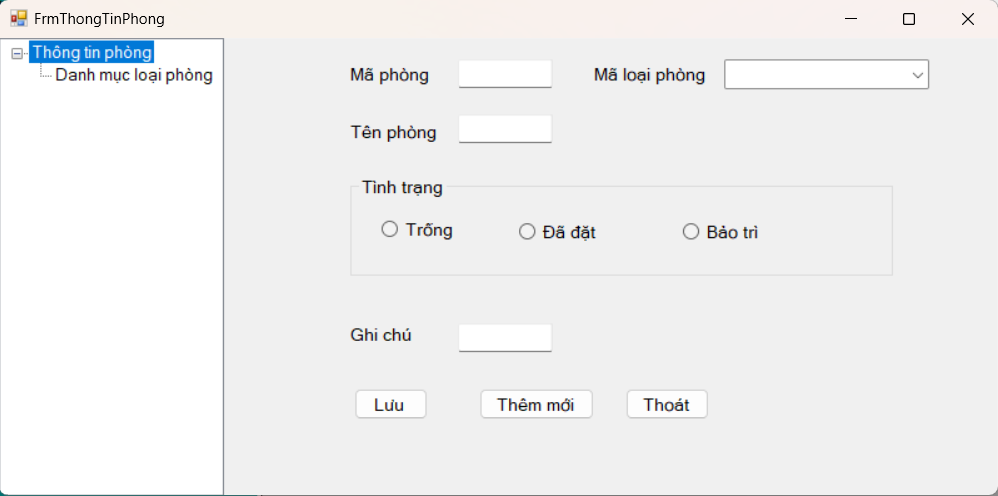 FrmThongTinPhong
Thông tin phòng
Danh mục loại phòng
Mã phòng
Mã loại phòng
Tên phòng
Tình trạng
Trống
Đã đặt
Bảo trì
Ghi chú
Lưu
Thêm mới
Thoát